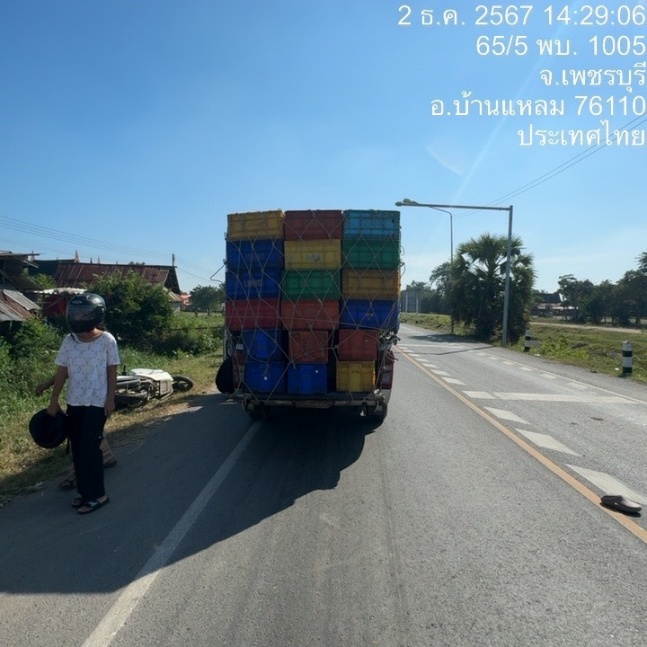 2 ธ.ค. 2567 14:29:06
65/5 พบ. 1005
จ.เพชรบุรี
อ.บ้านแหลม 76110
ประเทศไทย